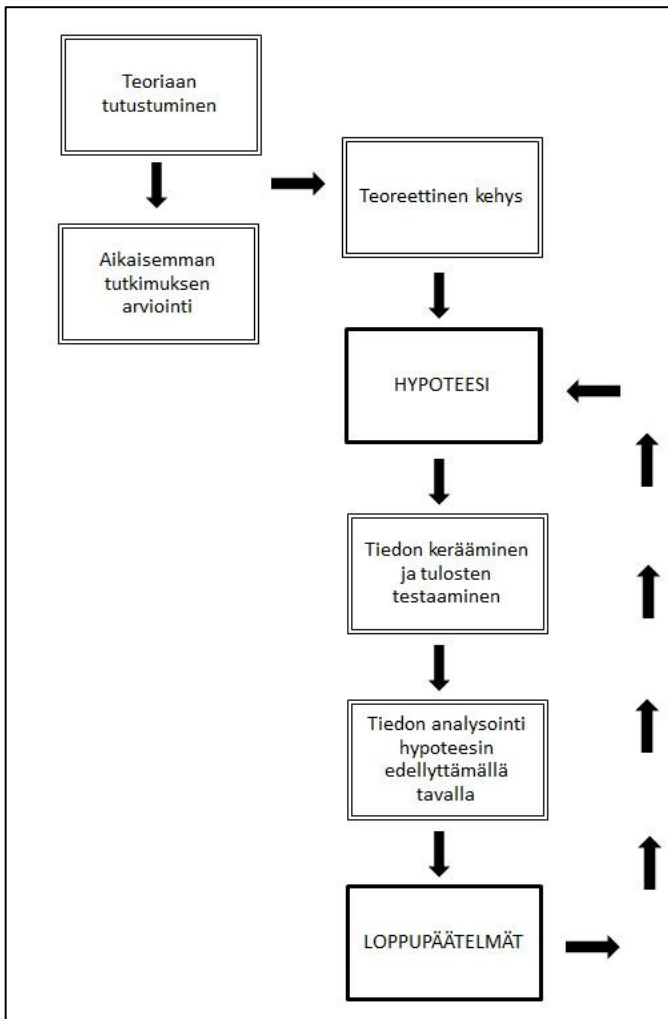 Teoriaan
tutustuminen
Aikaisemman
tutkimuksen
arviointi
Teoreettinen kehys
HYPOTEESI
Tiedon kerääminen
ja tulosten
testaaminen
Tiedon analysointi
hypoteesin
edellyttämällä
tavalla
LOPPUPÄÄTELMÄT